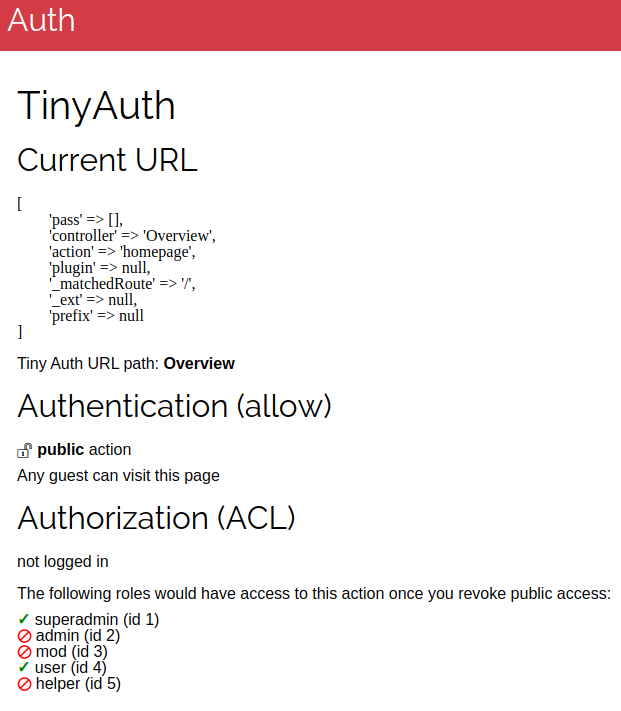 Auth
TinyAuth
Current URL
[
'pass' => [],
'controller' => 'Overview',
'action' => 'homepage',
'plugin' => null,
'_matchedRoute' => '/',
'_ext' => null,
'prefix' => null
]
Tiny Auth URL path: Overview
Authentication (allow)
public action
Any guest can visit this page
Authorization (ACL)
not logged in
The following roles would have access to this action once you revoke public access:
✓ superadmin (id 1)
admin (id 2)
mod (id 3)
✓ user (id 4)
helper (id 5)